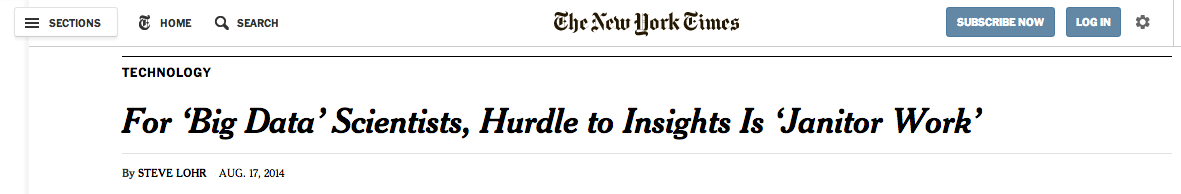 SECTIONS HOME SEARCH The New York Times SUBSCRIBE NOW LOG IN
TECHNOLOGY
For ‘Big Data’ Scientists, Hurdle to Insights Is ‘Janitor Work’
By STEVE LOHR AUG. 17, 2014